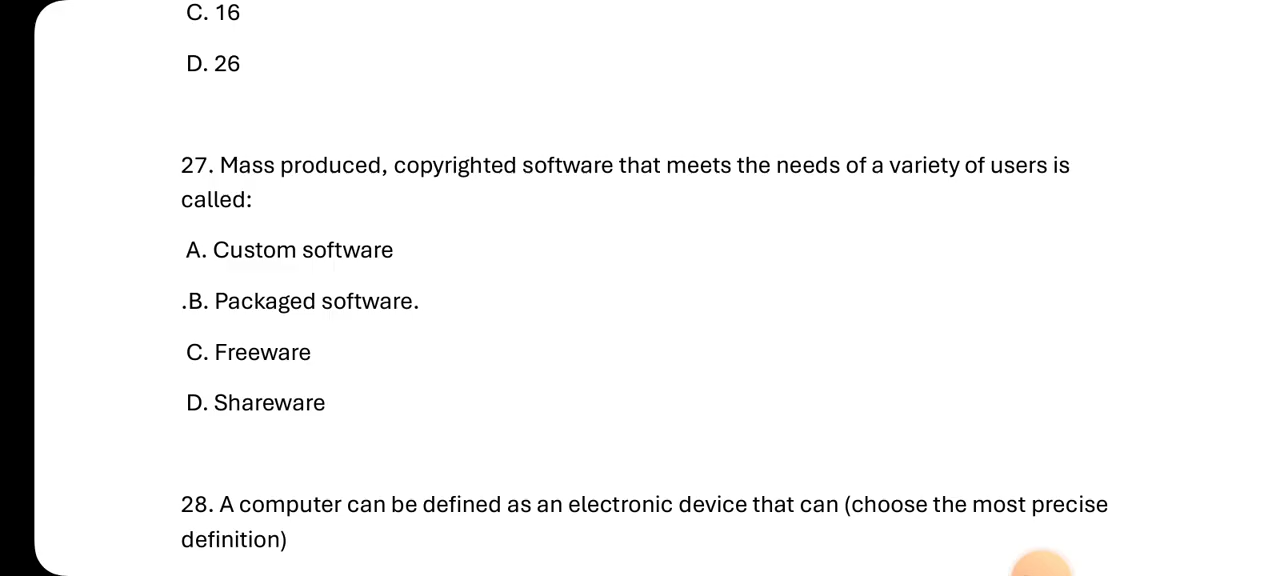 C. 16
D. 26
27. Mass produced, copyrighted software that meets the needs of a variety of users is
called:
A. Custom software
.B. Packaged software.
C. Freeware
D. Shareware
28. A computer can be defined as an electronic device that can (choose the most precise
definition)